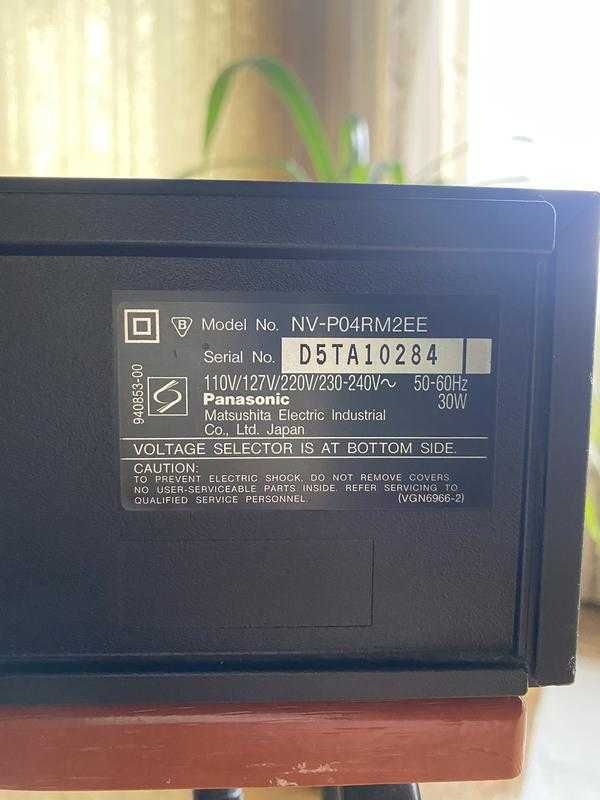 B Model No. NV-P04RM2EE
Serial No. D5TA10284
110V/127V/220V/230-240V~ 50-60Hz
Panasonic 30W
Matsushita Electric Industrial
Co., Ltd. Japan
940853-00
VOLTAGE SELECTOR IS AT BOTTOM SIDE.
CAUTION:
TO PREVENT ELECTRIC SHOCK, DO NOT REMOVE COVERS.
NO USER-SERVICEABLE PARTS INSIDE. REFER SERVICING TO
QUALIFIED SERVICE PERSONNEL. (VGN6966-2)